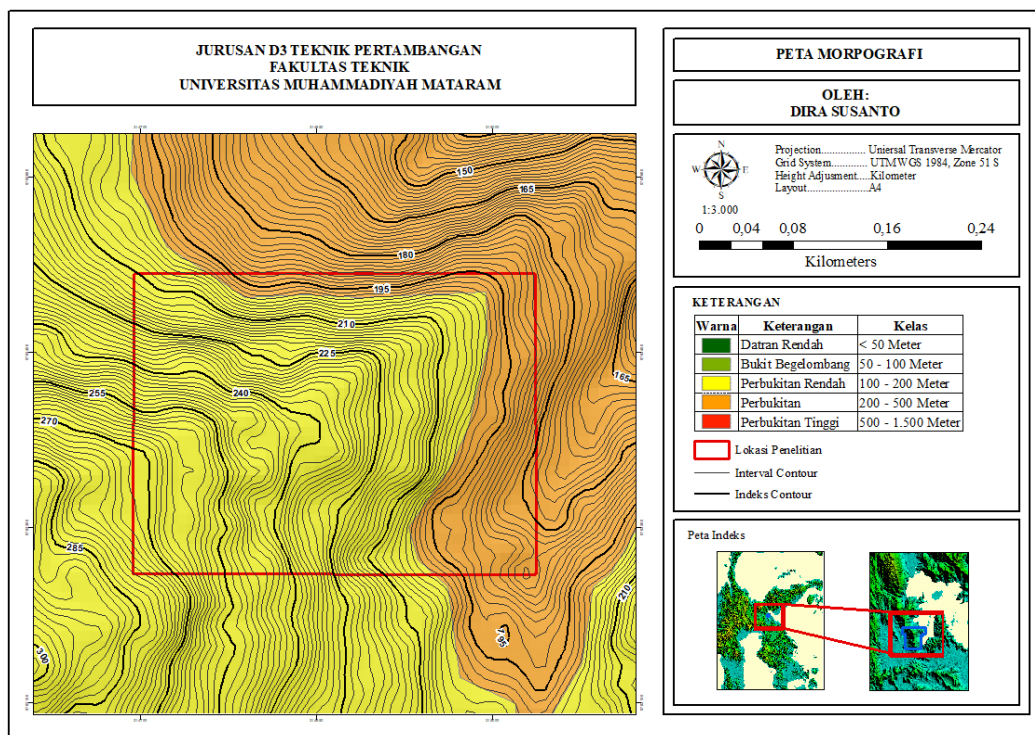 JURUSAN D3 TEKNIK PERTAMBANGAN
FAKULTAS TEKNIK
UNIVERSITAS MUHAMMADIYAH MATARAM
150
165
180
195
210
225
240
255
270
285
300
165
210
195
PETA MORPOGRAFI
OLEH:
DIRA SUSANTO
N
W E
S
1:3.000
Projection................ Uniersal Transverse Mercator
Grid System............. UTMWGS 1984, Zone 51 S
Height Adjusment.....Kilometer
Layout.......................A4
0 0,04 0,08 0,16 0,24
Kilometers
KETERANGAN
Warna Keterangan Kelas
Datran Rendah < 50 Meter
Bukit Begelombang 50 - 100 Meter
Perbukitan Rendah 100 - 200 Meter
Perbukitan 200 - 500 Meter
Perbukitan Tinggi 500 - 1.500 Meter
Lokasi Penelitian
Interval Contour
Indeks Contour
Peta Indeks